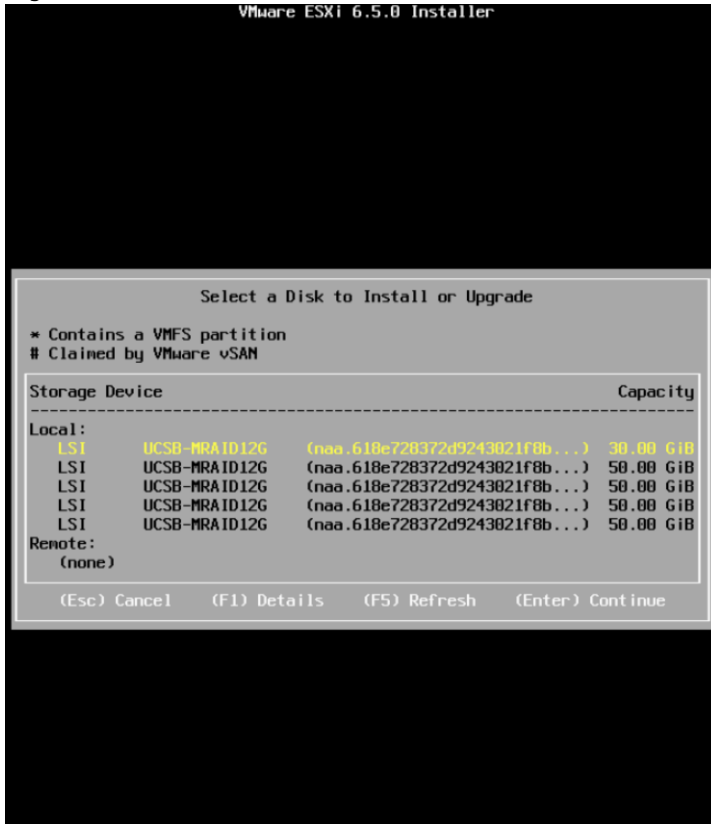 VMware ESXi 6.5.0 Installer
Select a Disk to Install or Upgrade
* Contains a VMFS partition
# Claimed by VMware vSAN
Storage Device Capacity
Local:
LSI UCSB-MRAID12G (naa.618e728372d9243021f8b...) 30.00 GiB
LSI UCSB-MRAID12G (naa.618e728372d9243021f8b...) 50.00 GiB
LSI UCSB-MRAID12G (naa.618e728372d9243021f8b...) 50.00 GiB
LSI UCSB-MRAID12G (naa.618e728372d9243021f8b...) 50.00 GiB
LSI UCSB-MRAID12G (naa.618e728372d9243021f8b...) 50.00 GiB
Remote:
(none)
(Esc) Cancel (F1) Details (F5) Refresh (Enter) Continue